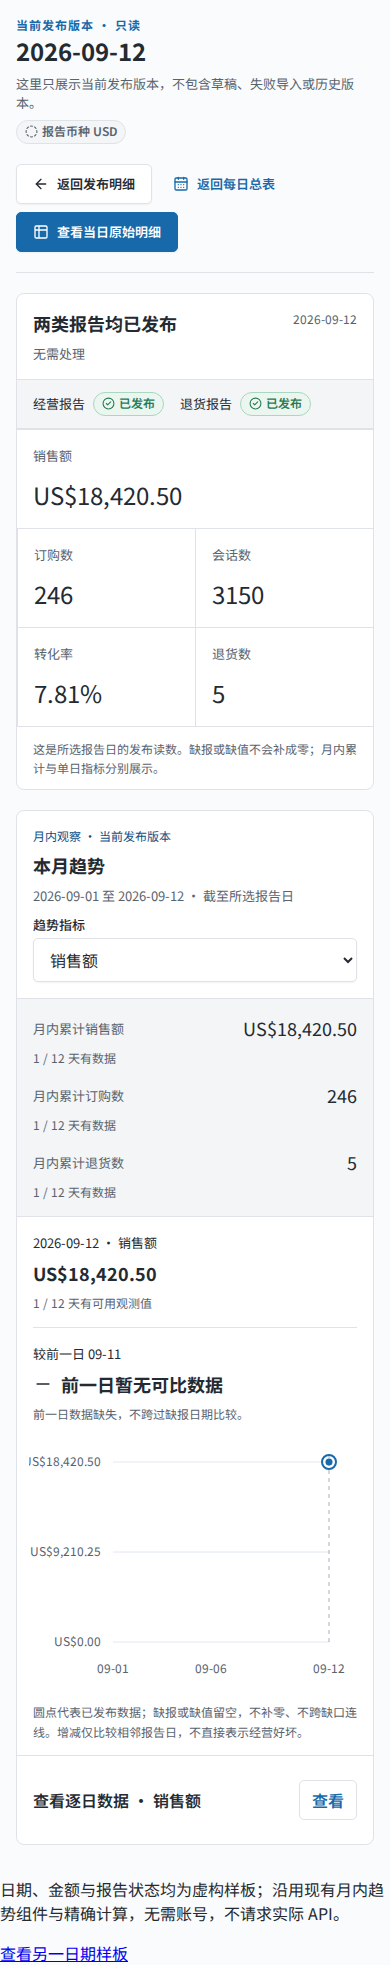 当前发布版本 · 只读
2026-09-12
这里只展示当前发布版本，不包含草稿、失败导入或历史版
本。
报告币种 USD
返回发布明细
返回每日总表
查看当日原始明细
两类报告均已发布
2026-09-12
无需处理
经营报告 已发布 退货报告 已发布
销售额
US$18,420.50
订购数 会话数
246 3150
转化率 退货数
7.81% 5
这是所选报告日的发布读数。缺报或缺值不会补成零；月内累
计与单日指标分别展示。
月内观察 · 当前发布版本
本月趋势
2026-09-01 至 2026-09-12 · 截至所选报告日
趋势指标
销售额
月内累计销售额 US$18,420.50
1 / 12 天有数据
月内累计订购数 246
1 / 12 天有数据
月内累计退货数 5
1 / 12 天有数据
2026-09-12 · 销售额
US$18,420.50
1 / 12 天有可用观测值
较前一日 09-11
— 前一日暂无可比数据
前一日数据缺失，不跨过缺报日期比较。
US$18,420.50
US$9,210.25
US$0.00
09-01 09-06 09-12
圆点代表已发布数据；缺报或缺值留空，不补零、不跨缺口连
线。增减仅比较相邻报告日，不直接表示经营好坏。
查看逐日数据 · 销售额
查看
日期、金额与报告状态均为虚构样板；沿用现有月内趋
势组件与精确计算，无需账号，不请求实际 API。
查看另一日期样板